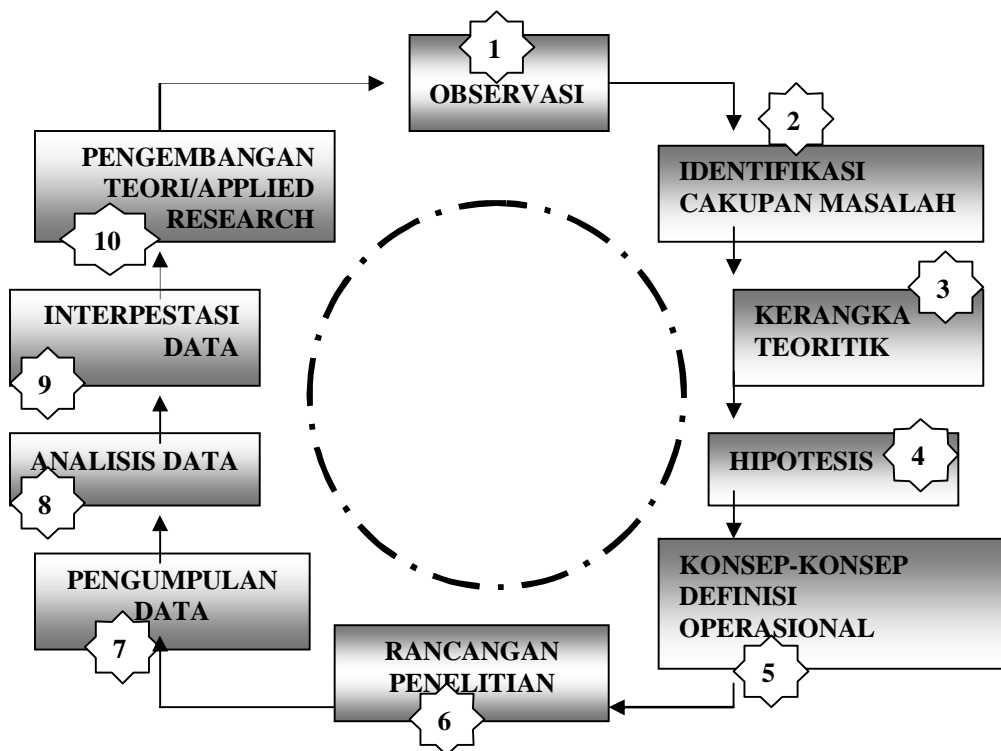 1
OBSERVASI
2
IDENTIFIKASI
CAKUPAN MASALAH
3
KERANGKA
TEORITIK
4
HIPOTESIS
KONSEP-KONSEP
DEFINISI
OPERASIONAL
5
RANCANGAN
PENELITIAN
6
PENGUMPULAN
DATA
7
ANALISIS DATA
8
INTERPESTASI
DATA
9
PENGEMBANGAN
TEORI/APPLIED
RESEARCH
10